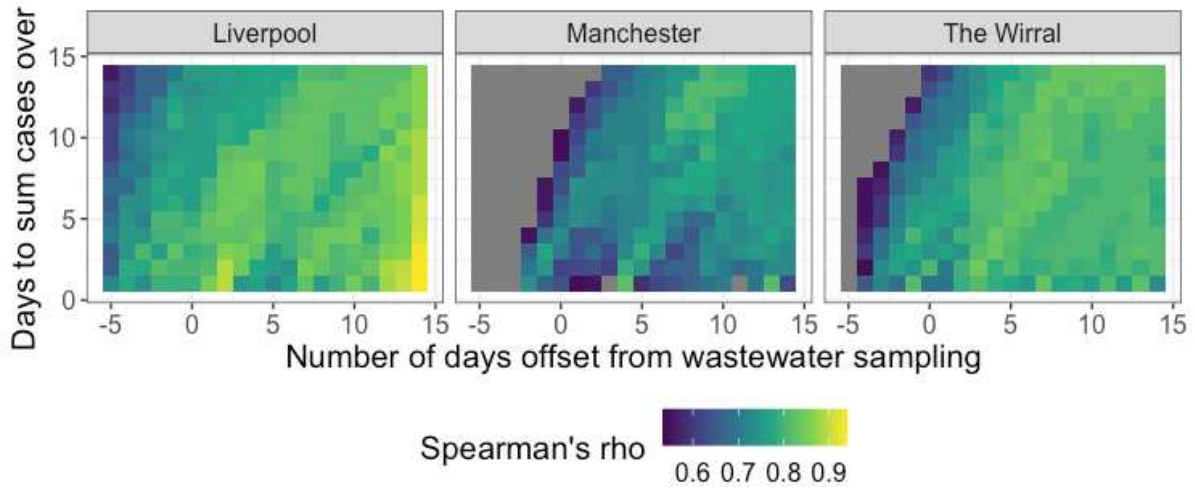 Liverpool Manchester The Wirral
Days to sum cases over
15
10
5
0
-5 0 5 10 15 -5 0 5 10 15 -5 0 5 10 15
Number of days offset from wastewater sampling
Spearman's rho
0.6 0.7 0.8 0.9